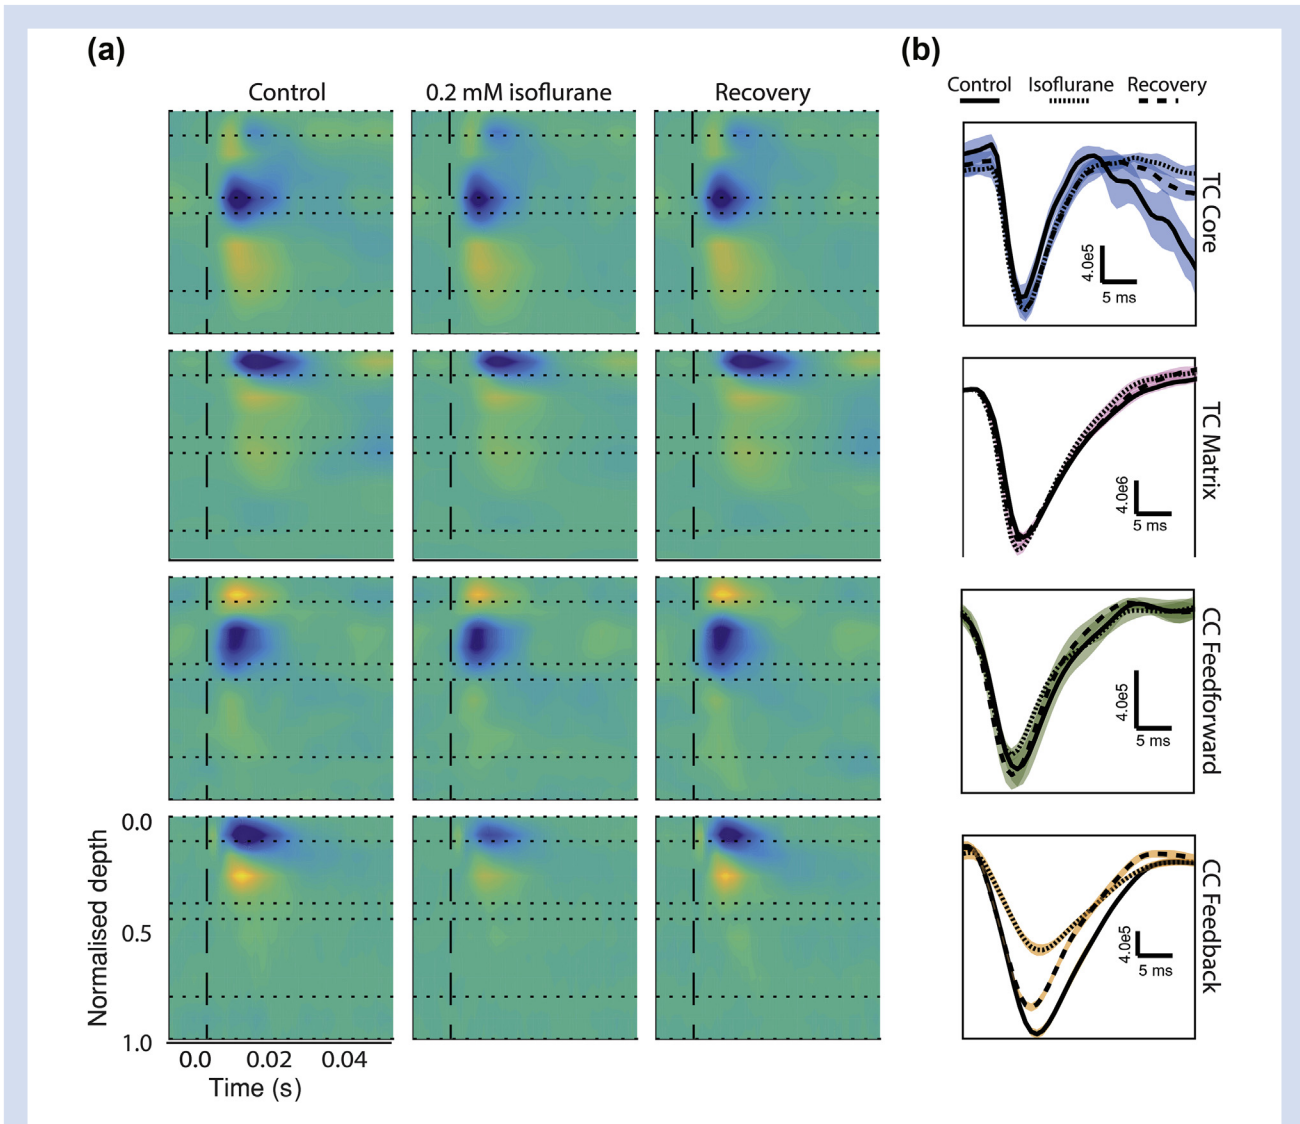 (a)
(b)
Control
0.2 mM isoflurane
Recovery
Control Isoflurane Recovery
4.0e5
5 ms
TC Core
4.0e6
5 ms
TC Matrix
4.0e5
5 ms
CC Feedforward
4.0e5
5 ms
CC Feedback
Normalised depth
0.0
0.5
1.0
0.0 0.02 0.04
Time (s)